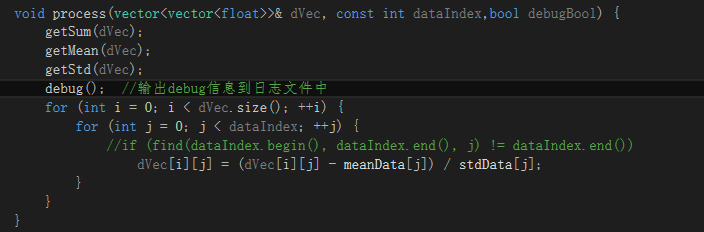 void process(vector<vector<float>>& dVec, const int dataIndex,bool debugBool) {
    getSum(dVec);
    getMean(dVec);
    getStd(dVec);
    debug();  //输出debug信息到日志文件中
    for (int i = 0; i < dVec.size(); ++i) {
        for (int j = 0; j < dataIndex; ++j) {
            //if (find(dataIndex.begin(), dataIndex.end(), j) != dataIndex.end())
                dVec[i][j] = (dVec[i][j] - meanData[j]) / stdData[j];
        }
    }
}